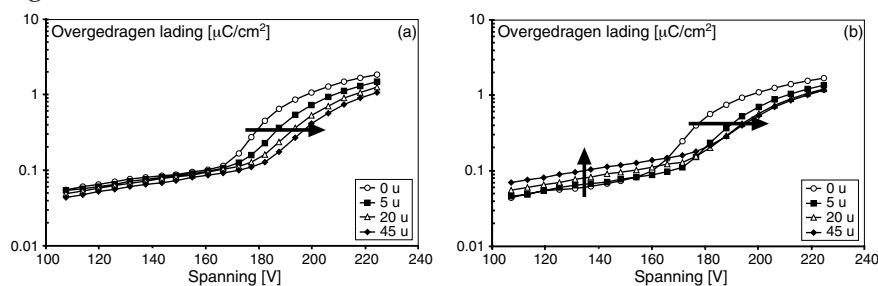 Overgedragen lading [μC/cm²] (a)
10
1
0.1
0.01
0 u
5 u
20 u
45 u
100 120 140 160 180 200 220 240
Spanning [V]
Overgedragen lading [μC/cm²] (b)
10
1
0.1
0.01
0 u
5 u
20 u
45 u
100 120 140 160 180 200 220 240
Spanning [V]